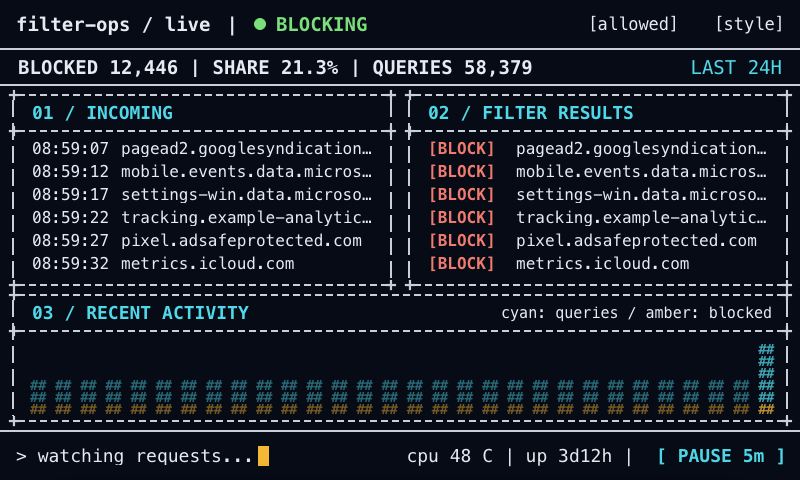 filter-ops / live | ● BLOCKING [allowed] [style]
BLOCKED 12,446 | SHARE 21.3% | QUERIES 58,379 LAST 24H
01 / INCOMING
08:59:07 pagead2.googlesyndication…
08:59:12 mobile.events.data.micros…
08:59:17 settings-win.data.microso…
08:59:22 tracking.example-analytic…
08:59:27 pixel.adsafeprotected.com
08:59:32 metrics.icloud.com
02 / FILTER RESULTS
[BLOCK] pagead2.googlesyndication…
[BLOCK] mobile.events.data.micros…
[BLOCK] settings-win.data.microso…
[BLOCK] tracking.example-analytic…
[BLOCK] pixel.adsafeprotected.com
[BLOCK] metrics.icloud.com
03 / RECENT ACTIVITY cyan: queries / amber: blocked
##
##
##
## ## ## ## ## ## ## ## ## ## ## ## ## ## ## ## ## ## ## ## ## ## ## ## ## ## ## ## ## ##
## ## ## ## ## ## ## ## ## ## ## ## ## ## ## ## ## ## ## ## ## ## ## ## ## ## ## ## ## ##
## ## ## ## ## ## ## ## ## ## ## ## ## ## ## ## ## ## ## ## ## ## ## ## ## ## ## ## ## ##
> watching requests... cpu 48 C | up 3d12h | [ PAUSE 5m ]